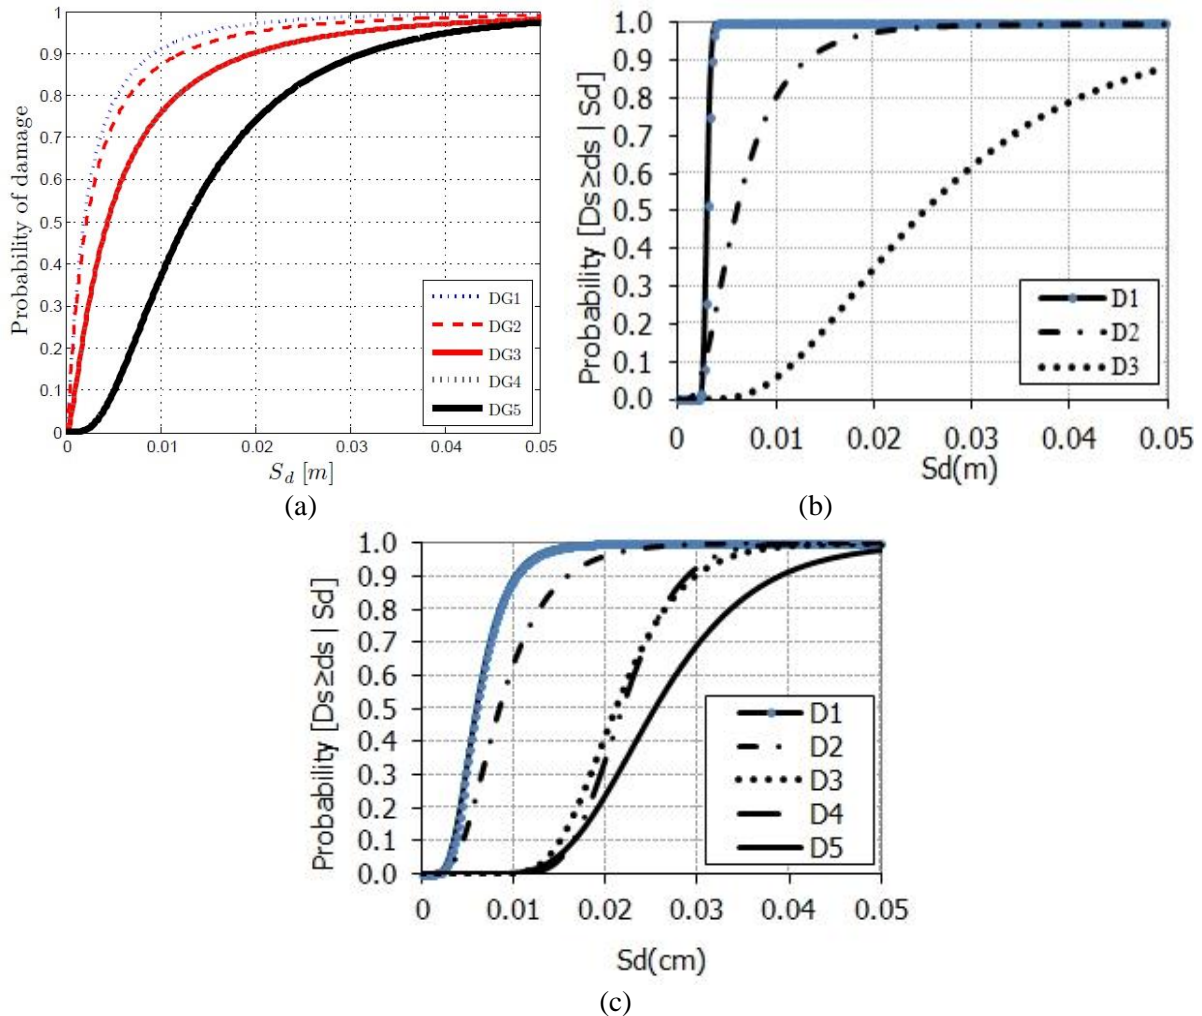 Probability of damage
1
0.9
0.8
0.7
0.6
0.5
0.4
0.3
0.2
0.1
0
0 0.01 0.02 0.03 0.04 0.05
S_d [m]
DG1
DG2
DG3
DG4
DG5
(a)
Probability [Ds≥ds | Sd]
1.0
0.9
0.8
0.7
0.6
0.5
0.4
0.3
0.2
0.1
0.0
0 0.01 0.02 0.03 0.04 0.05
Sd(m)
D1
D2
D3
(b)
Probability [Ds≥ds | Sd]
1.0
0.9
0.8
0.7
0.6
0.5
0.4
0.3
0.2
0.1
0.0
0 0.01 0.02 0.03 0.04 0.05
Sd(cm)
D1
D2
D3
D4
D5
(c)